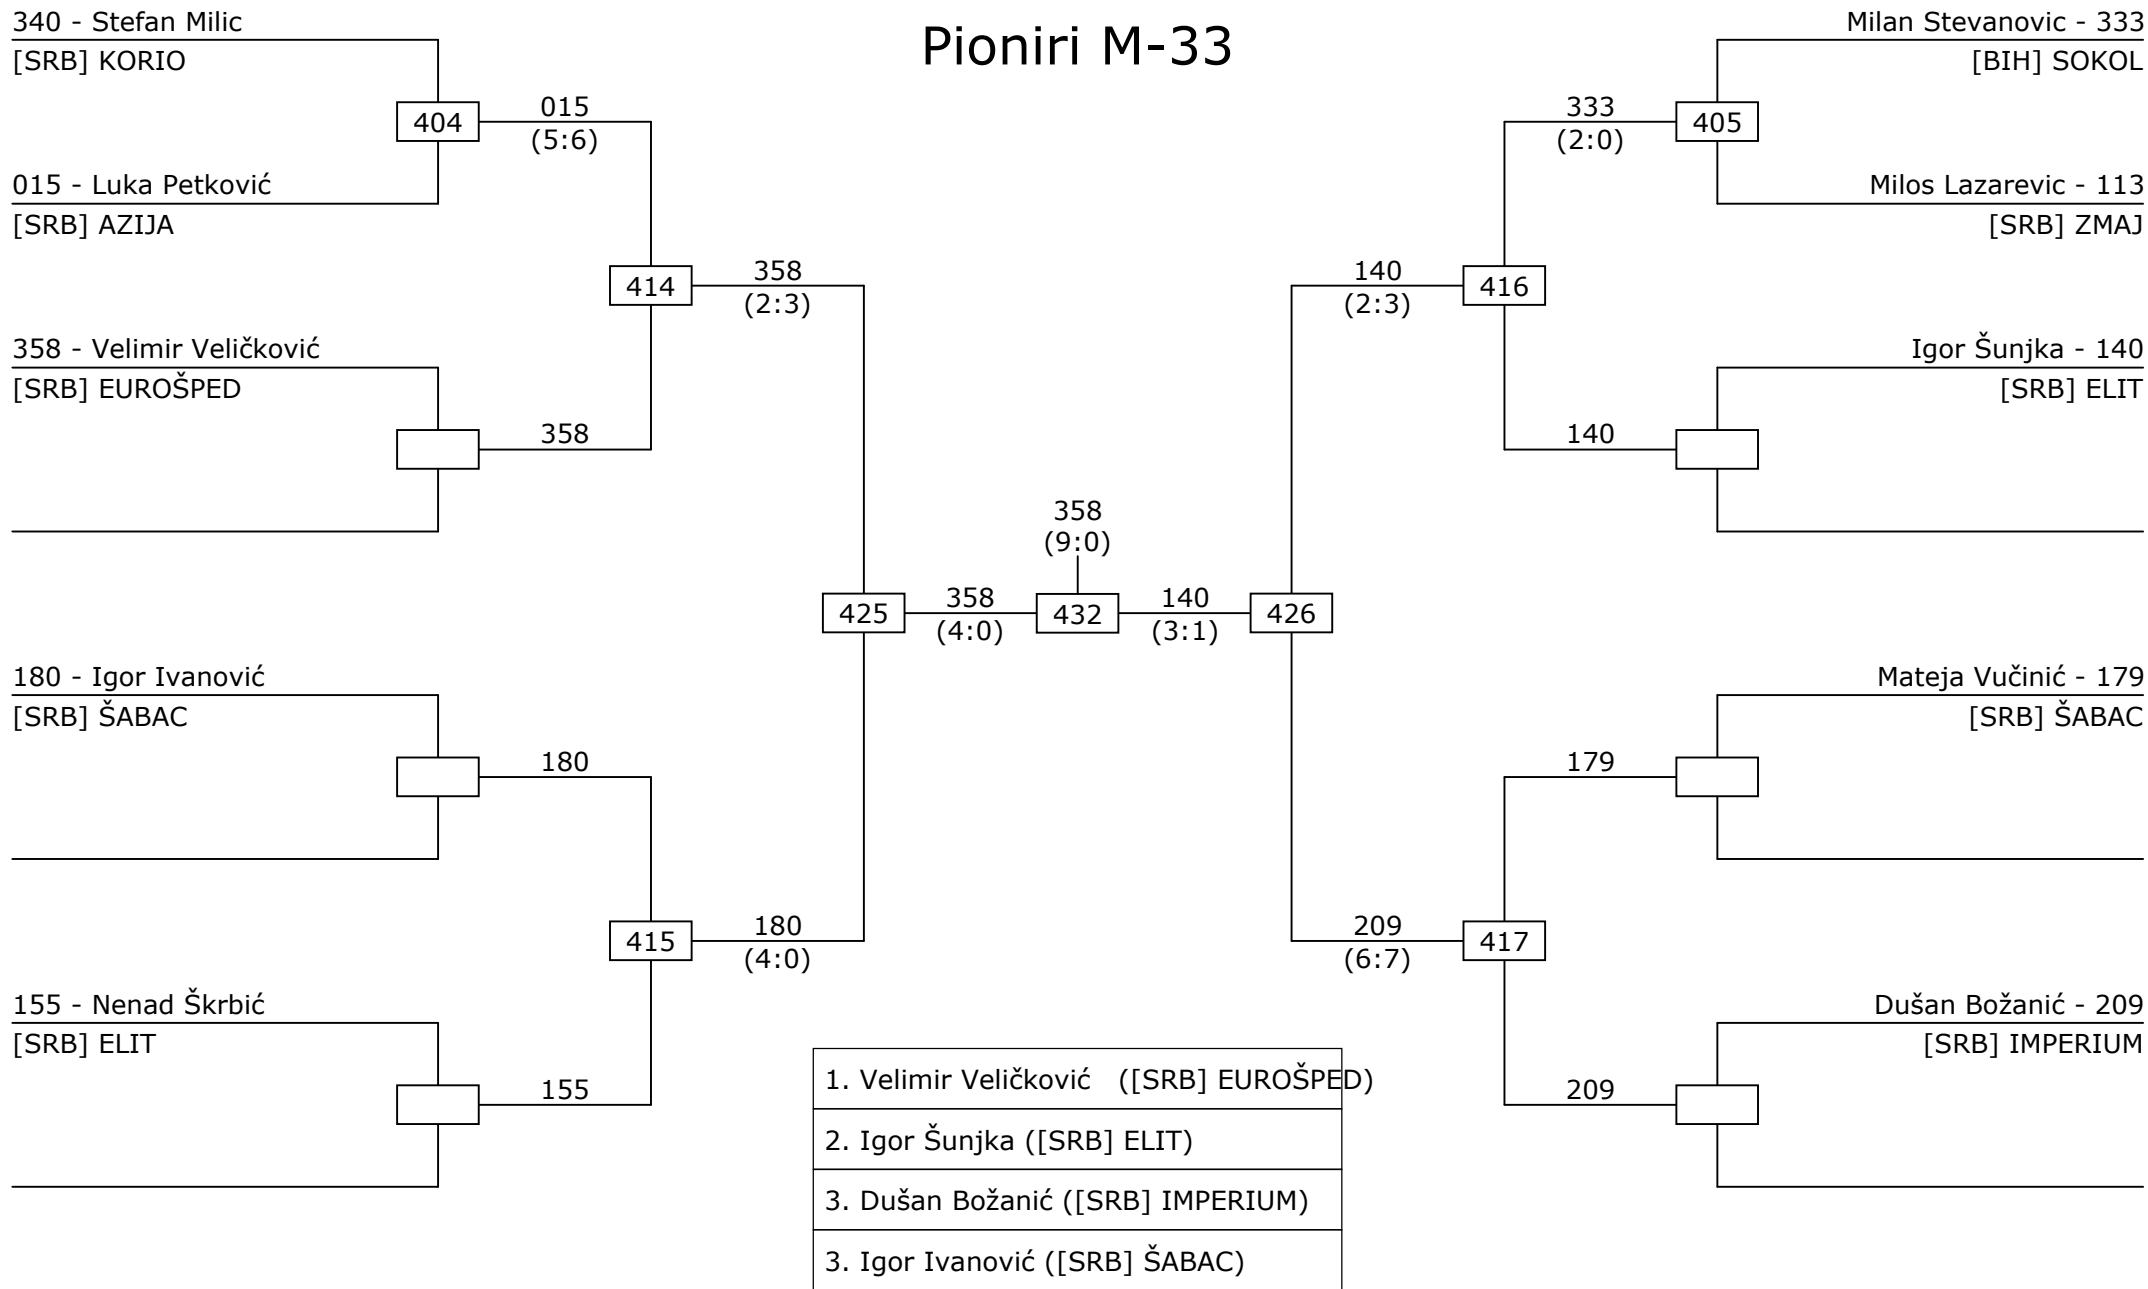 Pioniri M-33
340 - Stefan Milic
[SRB] KORIO
404
015
(5:6)
015 - Luka Petković
[SRB] AZIJA
414
358
(2:3)
358 - Velimir Veličković
[SRB] EUROŠPED
358
180 - Igor Ivanović
[SRB] ŠABAC
180
415
180
(4:0)
155 - Nenad Škrbić
[SRB] ELIT
155
425
358
(4:0)
358
(9:0)
432
140
(3:1)
426
Milan Stevanovic - 333
[BIH] SOKOL
333
(2:0)
405
Milos Lazarevic - 113
[SRB] ZMAJ
140
(2:3)
416
Igor Šunjka - 140
[SRB] ELIT
140
Mateja Vučinić - 179
[SRB] ŠABAC
179
209
(6:7)
417
Dušan Božanić - 209
[SRB] IMPERIUM
209
1. Velimir Veličković ([SRB] EUROŠPED)
2. Igor Šunjka ([SRB] ELIT)
3. Dušan Božanić ([SRB] IMPERIUM)
3. Igor Ivanović ([SRB] ŠABAC)